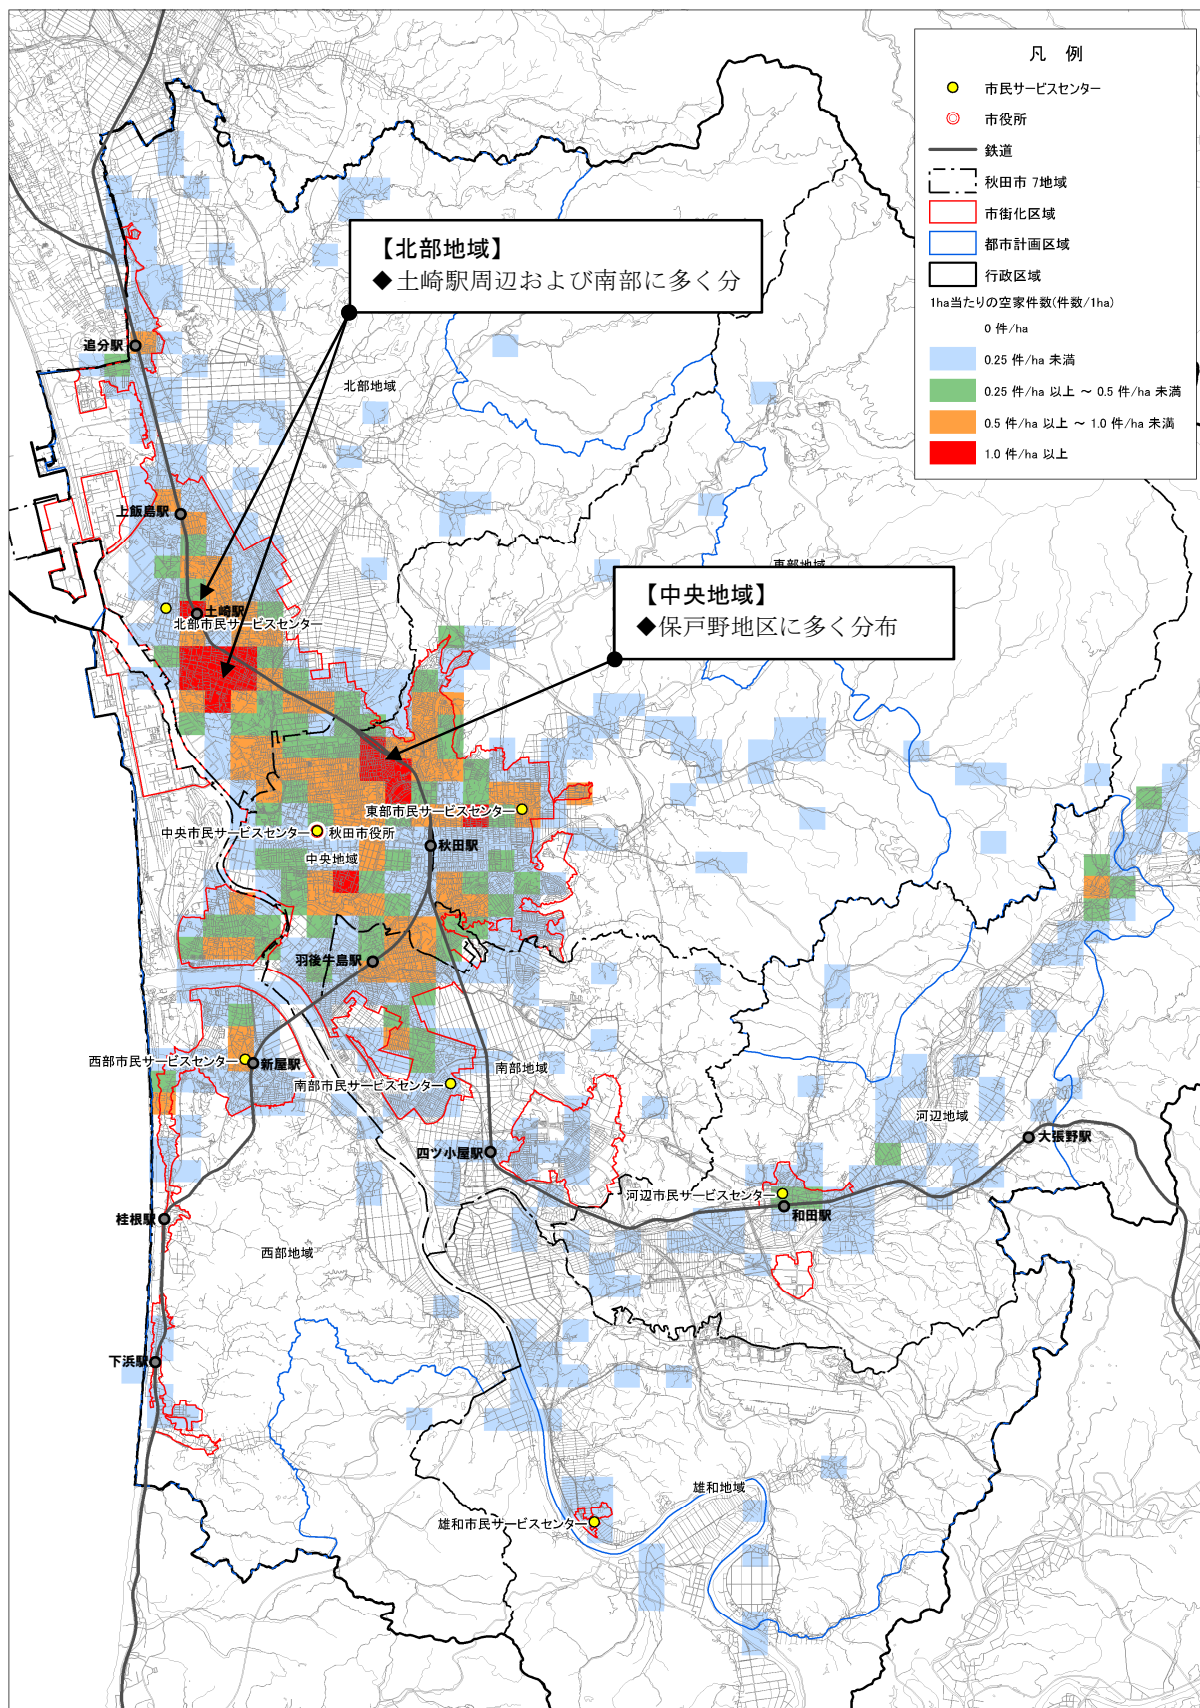 凡 例
市民サービスセンター
市役所
鉄道
秋田市 7地域
市街化区域
都市計画区域
行政区域
1ha当たりの空家件数(件数/1ha)
0 件/ha
0.25 件/ha 未満
0.25 件/ha 以上 ～ 0.5 件/ha 未満
0.5 件/ha 以上 ～ 1.0 件/ha 未満
1.0 件/ha 以上
【北部地域】
◆土崎駅周辺および南部に多く分
追分駅
北部地域
上飯島駅
東部地域
【中央地域】
◆保戸野地区に多く分布
土崎駅
北部市民サービスセンター
東部市民サービスセンター
中央市民サービスセンター
秋田市役所
秋田駅
中央地域
羽後牛島駅
西部市民サービスセンター
新屋駅
南部市民サービスセンター
南部地域
河辺地域
大張野駅
四ツ小屋駅
河辺市民サービスセンター
和田駅
桂根駅
西部地域
下浜駅
雄和地域
雄和市民サービスセンター